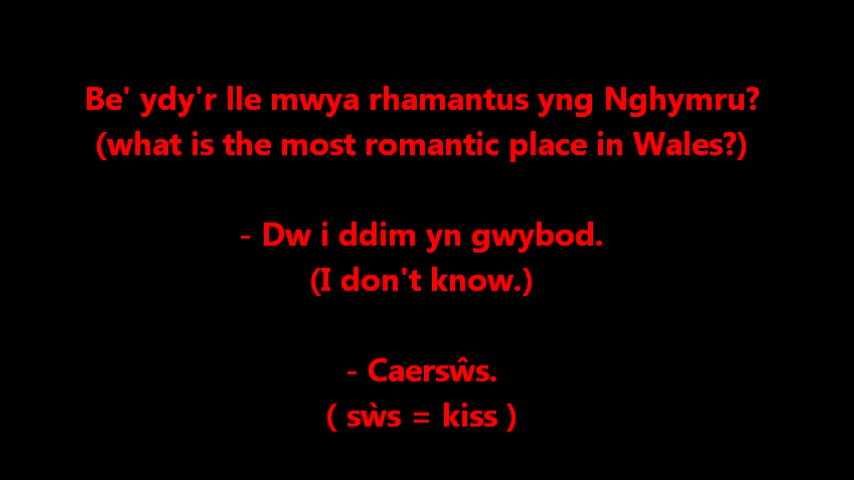 Be' ydy'r lle mwya rhamantus yng Nghymru?
(what is the most romantic place in Wales?)
- Dw i ddim yn gwybod.
(I don't know.)
- Caersŵs.
( sẁs = kiss )